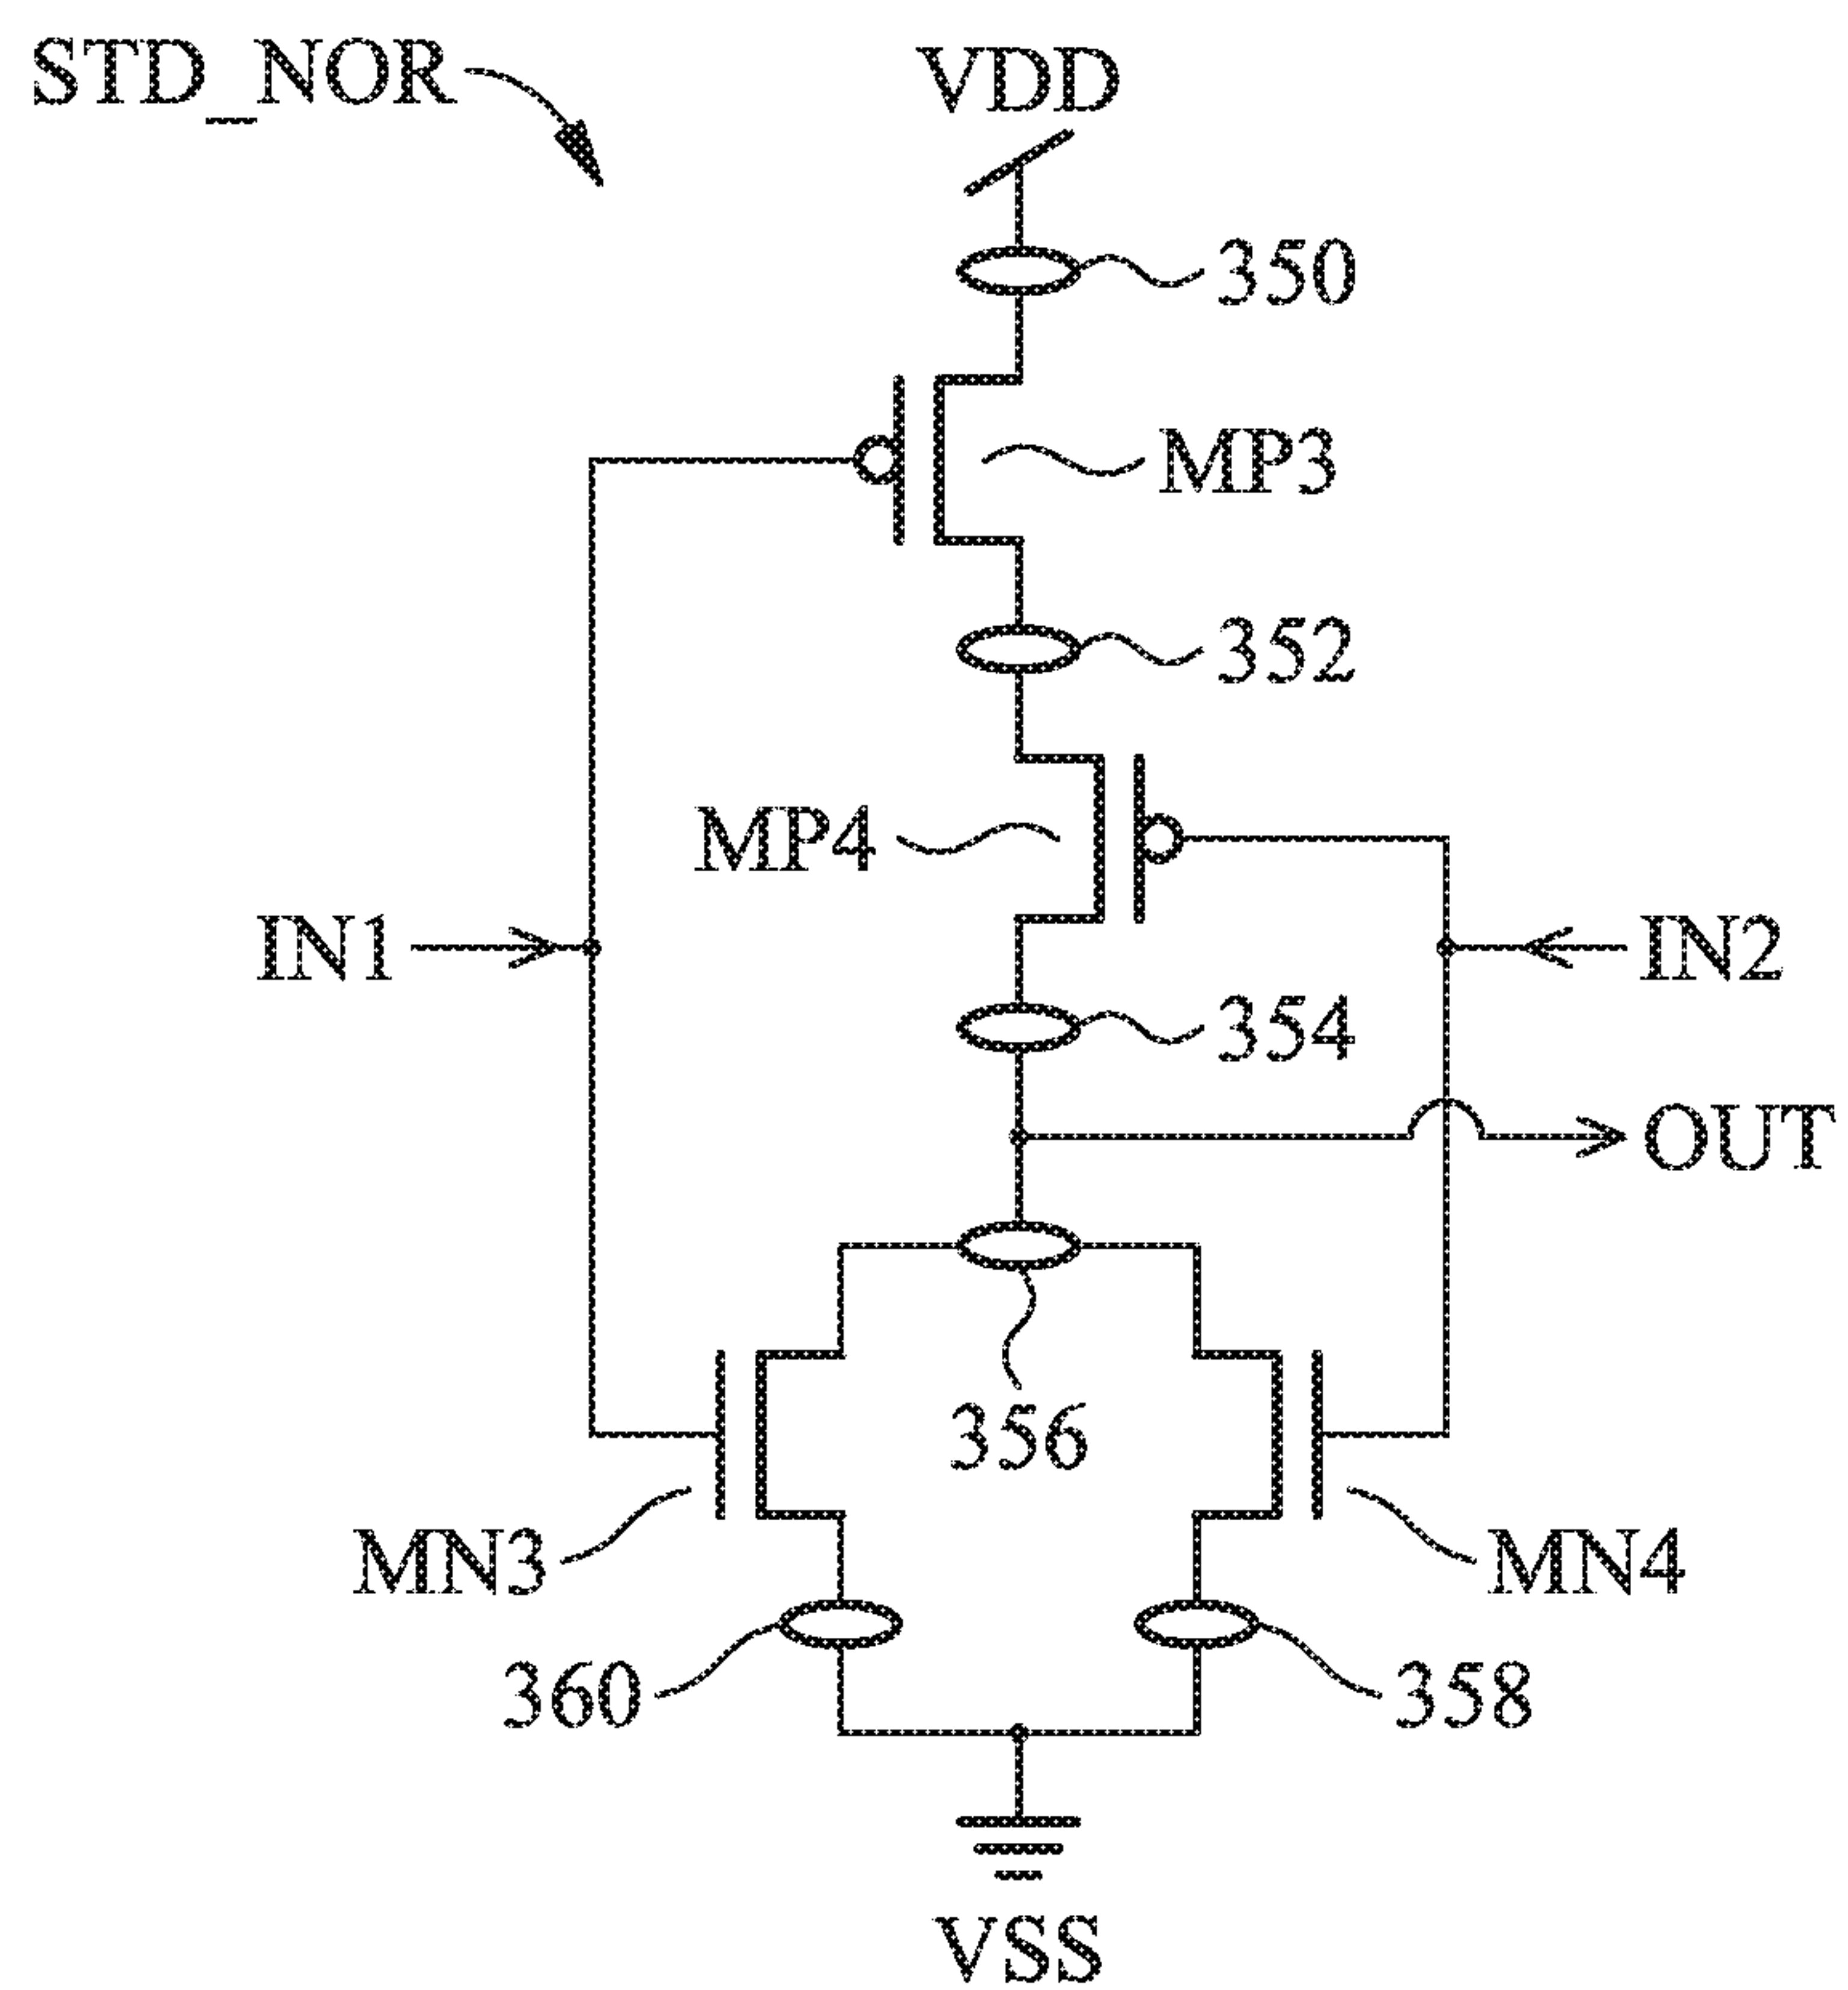 STD_NOR
VDD
350
MP3
352
MP4
IN1
IN2
354
OUT
356
MN3
MN4
360
358
VSS